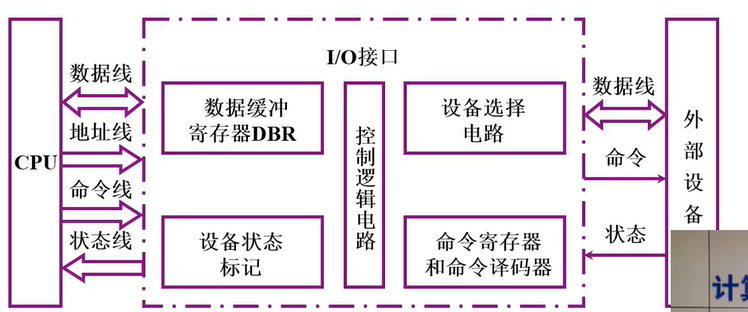 I/O接口
数据线
地址线
CPU
命令线
状态线
数据缓冲
寄存器DBR
设备状态
标记
控制逻辑电路
设备选择
电路
命令寄存器
和命令译码器
数据线
命令
状态
外部设备